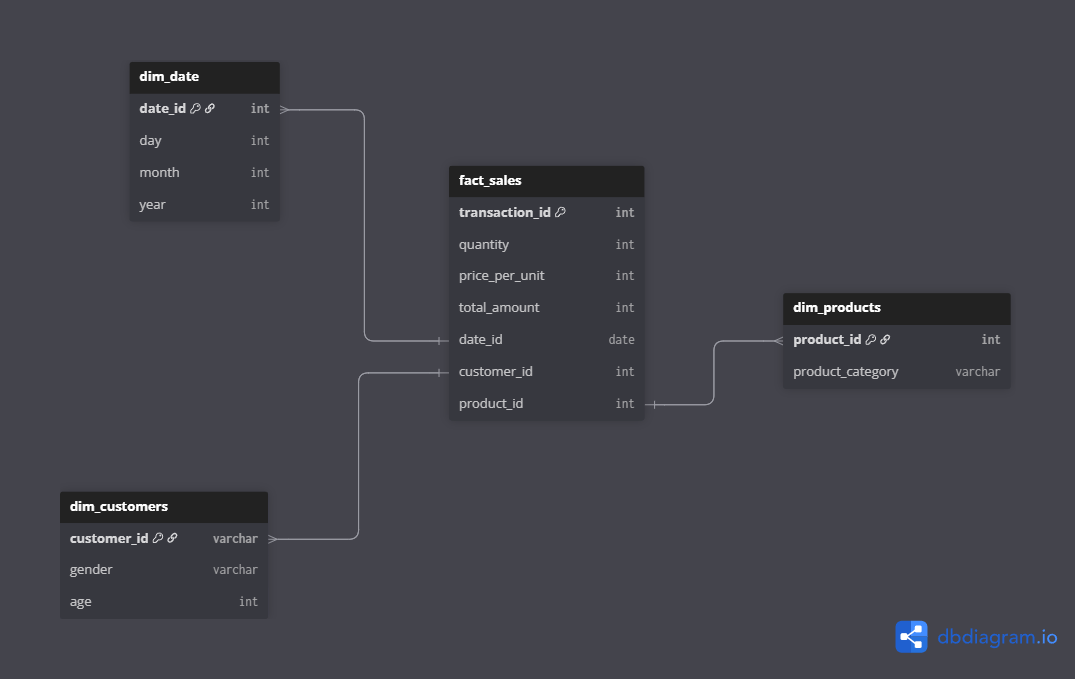 dim_date
date_id int
day int
month int
year int
fact_sales
transaction_id int
quantity int
price_per_unit int
total_amount int
date_id date
customer_id int
product_id int
dim_products
product_id int
product_category varchar
dim_customers
customer_id varchar
gender varchar
age int
dbdiagram.io